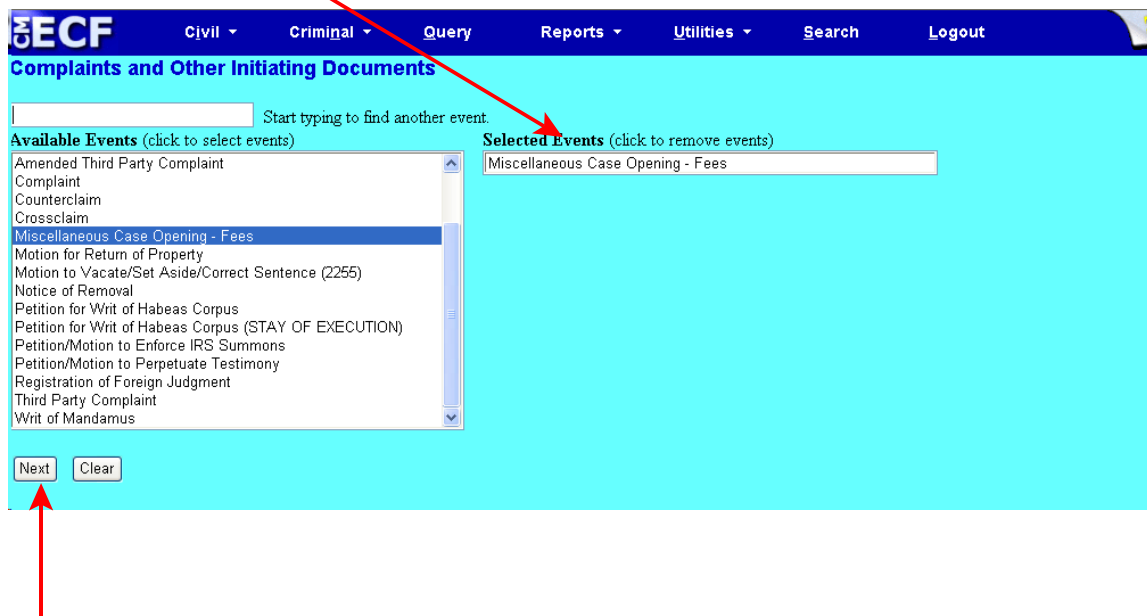 CM ECF Civil Criminal Query Reports Utilities Search Logout
Complaints and Other Initiating Documents
Start typing to find another event.
Available Events (click to select events) Selected Events (click to remove events)
Amended Third Party Complaint Miscellaneous Case Opening - Fees
Complaint
Counterclaim
Crossclaim
Miscellaneous Case Opening - Fees
Motion for Return of Property
Motion to Vacate/Set Aside/Correct Sentence (2255)
Notice of Removal
Petition for Writ of Habeas Corpus
Petition for Writ of Habeas Corpus (STAY OF EXECUTION)
Petition/Motion to Enforce IRS Summons
Petition/Motion to Perpetuate Testimony
Registration of Foreign Judgment
Third Party Complaint
Writ of Mandamus
Next Clear